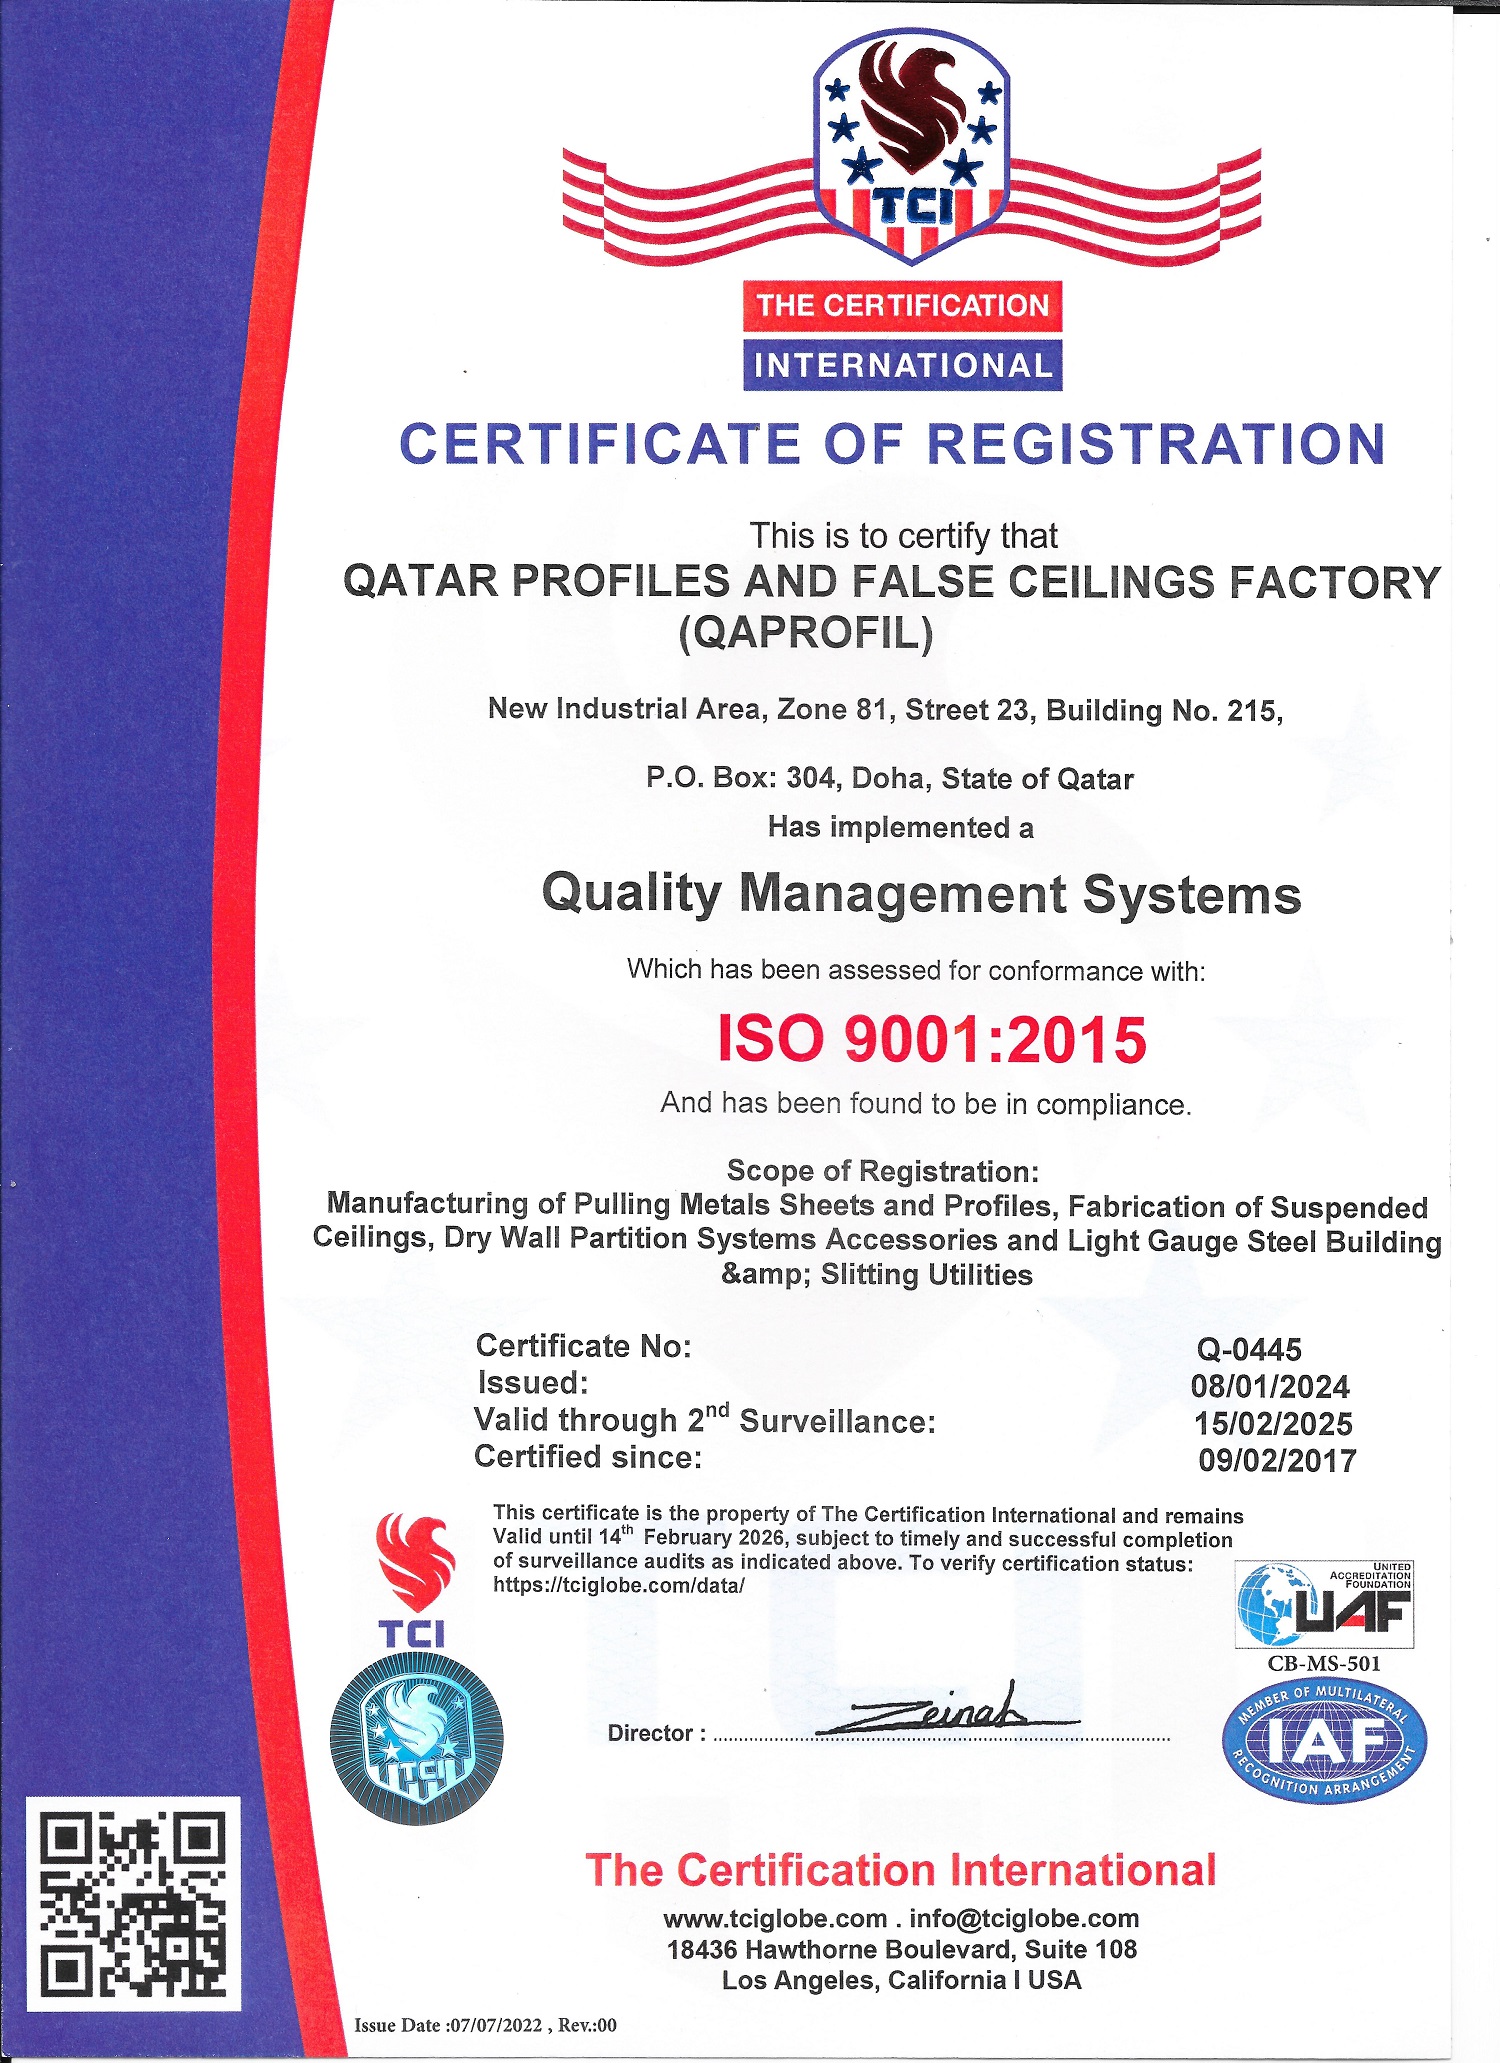 TCI
THE CERTIFICATION
INTERNATIONAL
CERTIFICATE OF REGISTRATION
This is to certify that
QATAR PROFILES AND FALSE CEILINGS FACTORY
(QAPROFIL)
New Industrial Area, Zone 81, Street 23, Building No. 215,
P.O. Box: 304, Doha, State of Qatar
Has implemented a
Quality Management Systems
Which has been assessed for conformance with:
ISO 9001:2015
And has been found to be in compliance.
Scope of Registration:
Manufacturing of Pulling Metals Sheets and Profiles, Fabrication of Suspended
Ceilings, Dry Wall Partition Systems Accessories and Light Gauge Steel Building
&amp; Slitting Utilities
Certificate No: Q-0445
Issued: 08/01/2024
Valid through 2nd Surveillance: 15/02/2025
Certified since: 09/02/2017
This certificate is the property of The Certification International and remains
Valid until 14th February 2026, subject to timely and successful completion
of surveillance audits as indicated above. To verify certification status:
https://tciglobe.com/data/
TCI
TCI
UNITED
ACCREDITATION
FOUNDATION
UAF
CB-MS-501
MEMBER OF MULTILATERAL
IAF
RECOGNITION ARRANGEMENT
Director : Zeinah
The Certification International
www.tciglobe.com . info@tciglobe.com
18436 Hawthorne Boulevard, Suite 108
Los Angeles, California I USA
Issue Date :07/07/2022 , Rev.:00